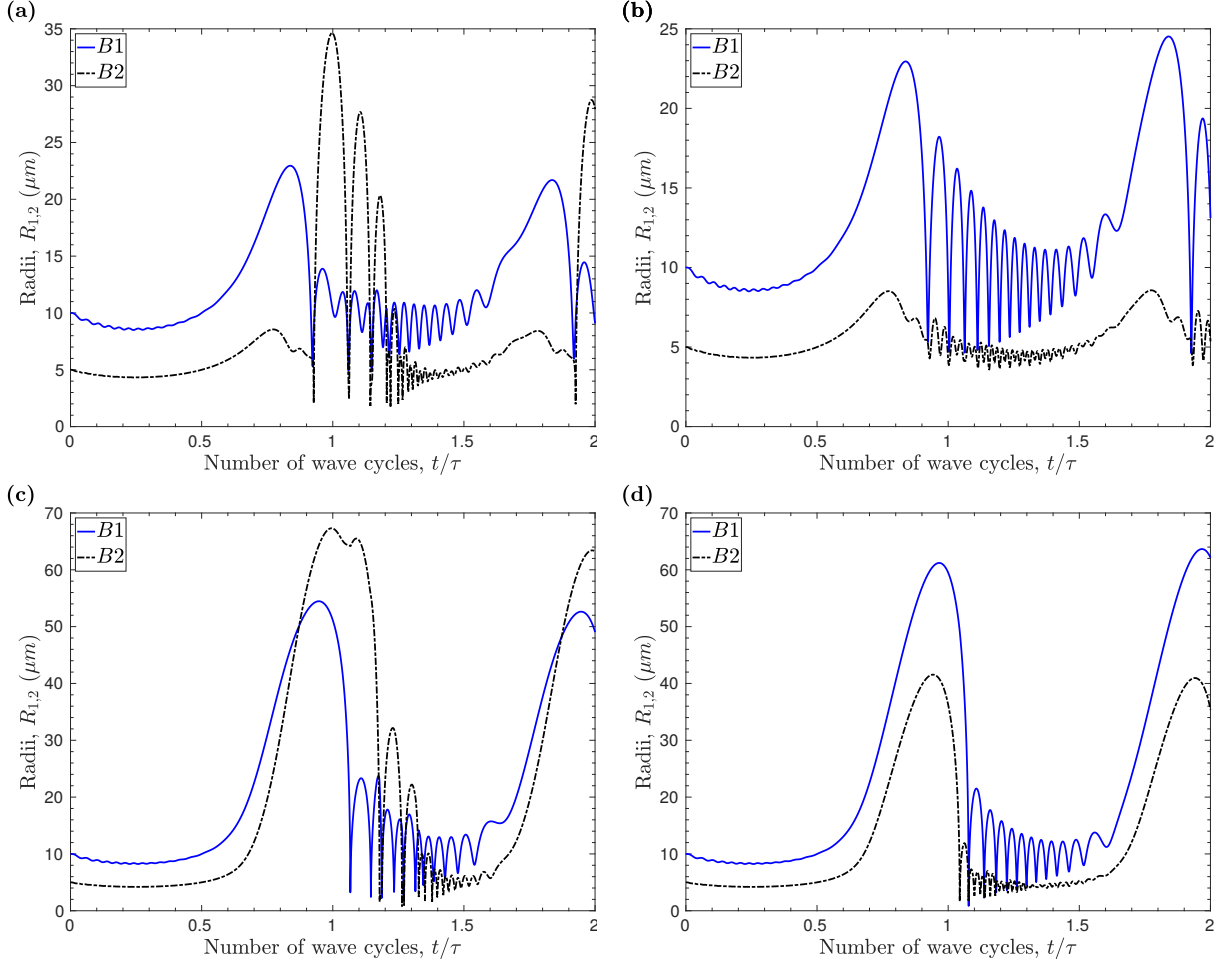 (a)
35
30
25
20
15
10
5
0
Radii, R1,2 (μm)
B1
B2
0 0.5 1 1.5 2
Number of wave cycles, t/τ
(b)
25
20
15
10
5
0
Radii, R1,2 (μm)
B1
B2
0 0.5 1 1.5 2
Number of wave cycles, t/τ
(c)
70
60
50
40
30
20
10
0
Radii, R1,2 (μm)
B1
B2
0 0.5 1 1.5 2
Number of wave cycles, t/τ
(d)
70
60
50
40
30
20
10
0
Radii, R1,2 (μm)
B1
B2
0 0.5 1 1.5 2
Number of wave cycles, t/τ